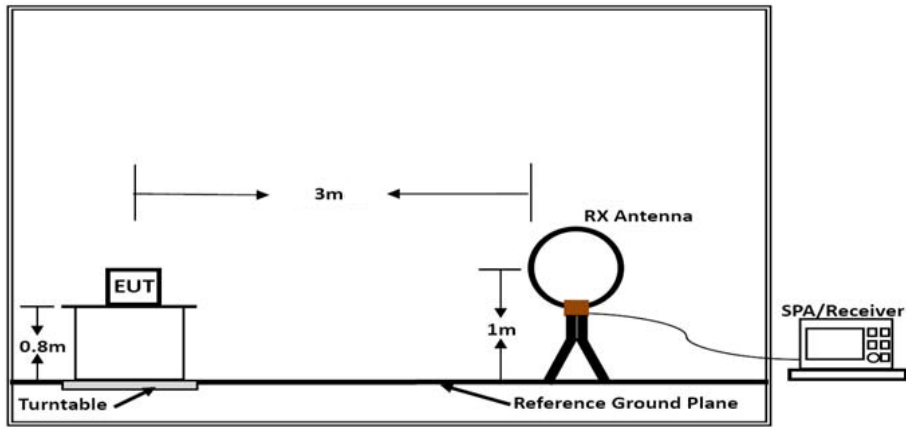 3m
RX Antenna
EUT
SPA/Receiver
1m
0.8m
Turntable
Reference Ground Plane